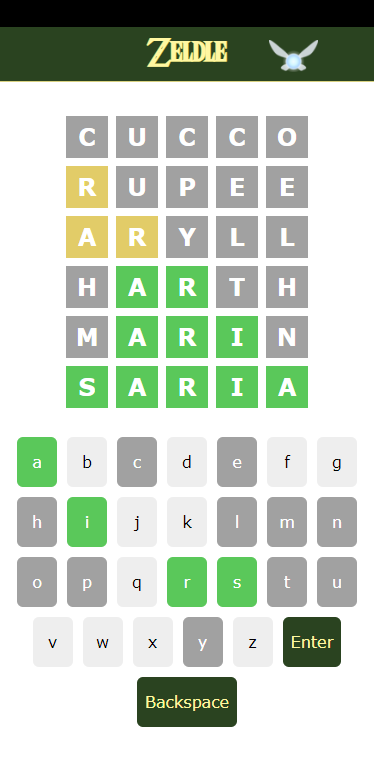 ZELDLE
C U C C O
R U P E E
A R Y L L
H A R T H
M A R I N
S A R I A
a b c d e f g
h i j k l m n
o p q r s t u
v w x y z Enter
Backspace